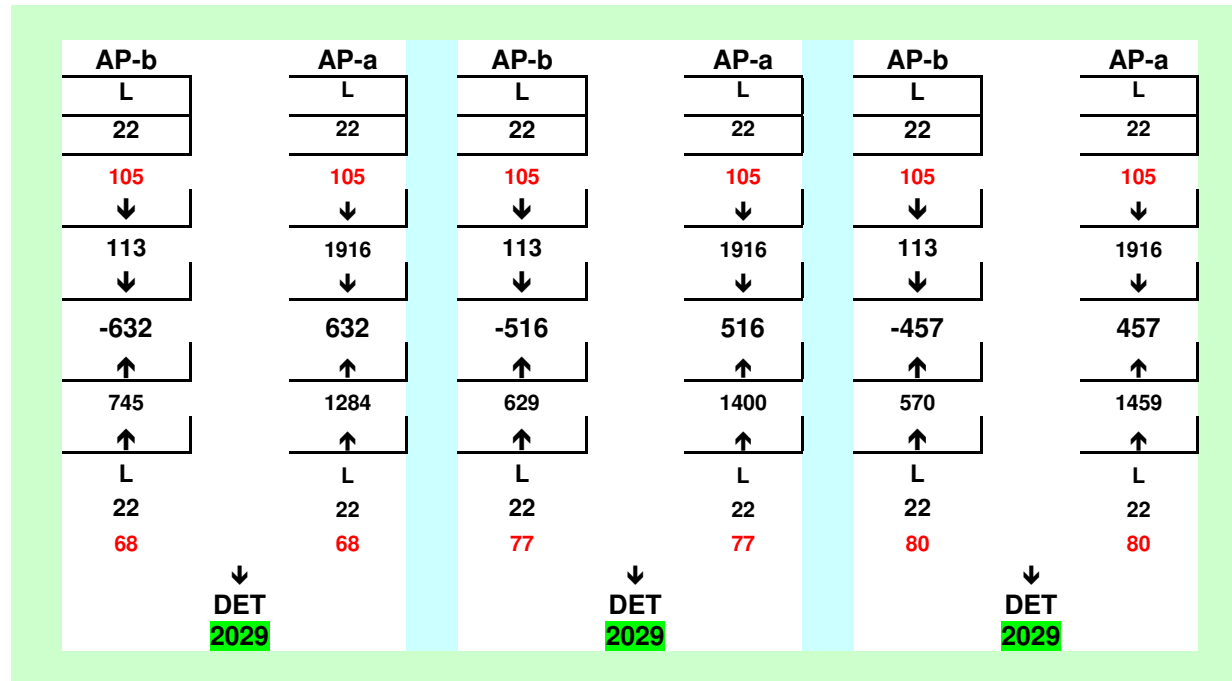 AP-b AP-a AP-b AP-a AP-b AP-a
L L L L L L
22 22 22 22 22 22
105 105 105 105 105 105
↓ ↓ ↓ ↓ ↓ ↓
113 1916 113 1916 113 1916
↓ ↓ ↓ ↓ ↓ ↓
-632 632 -516 516 -457 457
↑ ↑ ↑ ↑ ↑ ↑
745 1284 629 1400 570 1459
↑ ↑ ↑ ↑ ↑ ↑
L L L L L L
22 22 22 22 22 22
68 68 77 77 80 80
↓ ↓ ↓
DET DET DET
2029 2029 2029